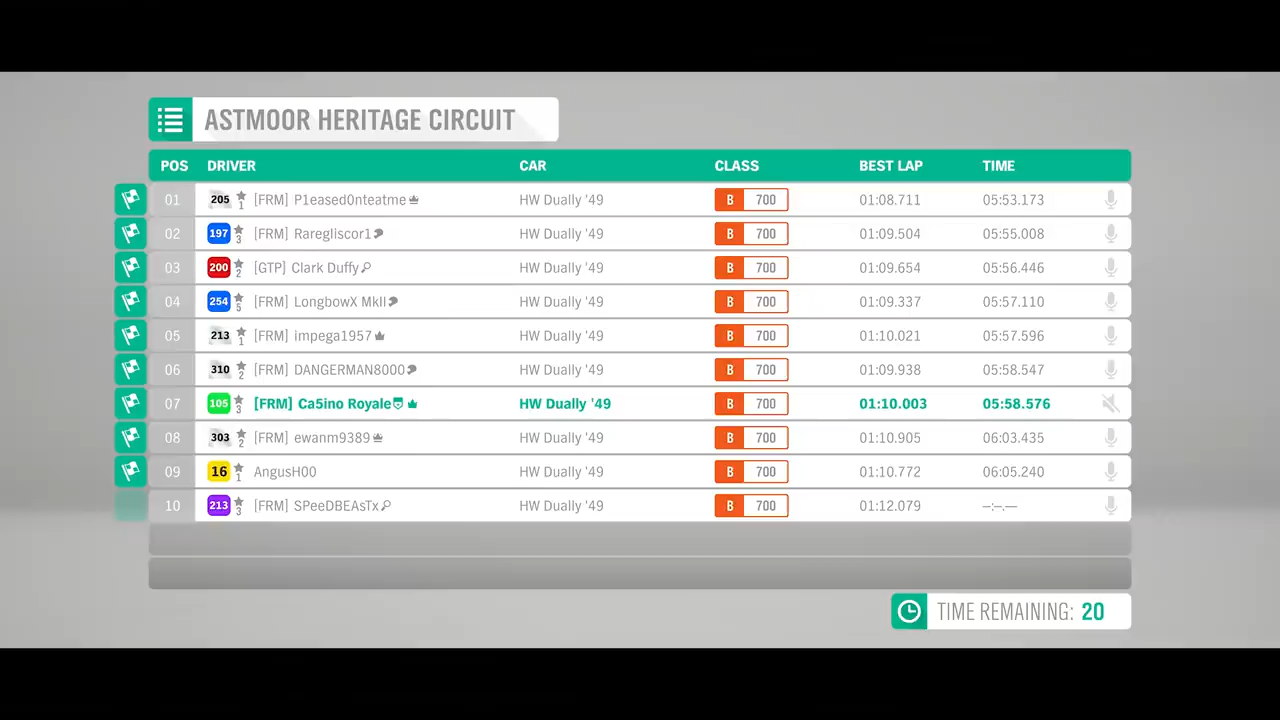 ASTMOOR HERITAGE CIRCUIT
POS DRIVER CAR CLASS BEST LAP TIME
01 205 1 [FRM] P1eased0nteatme HW Dually '49 B 700 01:08.711 05:53.173
02 197 3 [FRM] Raregliscor1 HW Dually '49 B 700 01:09.504 05:55.008
03 200 2 [GTP] Clark Duffy HW Dually '49 B 700 01:09.654 05:56.446
04 254 5 [FRM] LongbowX MkII HW Dually '49 B 700 01:09.337 05:57.110
05 213 1 [FRM] impega1957 HW Dually '49 B 700 01:10.021 05:57.596
06 310 2 [FRM] DANGERMAN8000 HW Dually '49 B 700 01:09.938 05:58.547
07 105 3 [FRM] Ca5ino Royale HW Dually '49 B 700 01:10.003 05:58.576
08 303 2 [FRM] ewanm9389 HW Dually '49 B 700 01:10.905 06:03.435
09 16 1 AngusH00 HW Dually '49 B 700 01:10.772 06:05.240
10 213 3 [FRM] SPeeDBEAsTx HW Dually '49 B 700 01:12.079 --:--.---
TIME REMAINING: 20